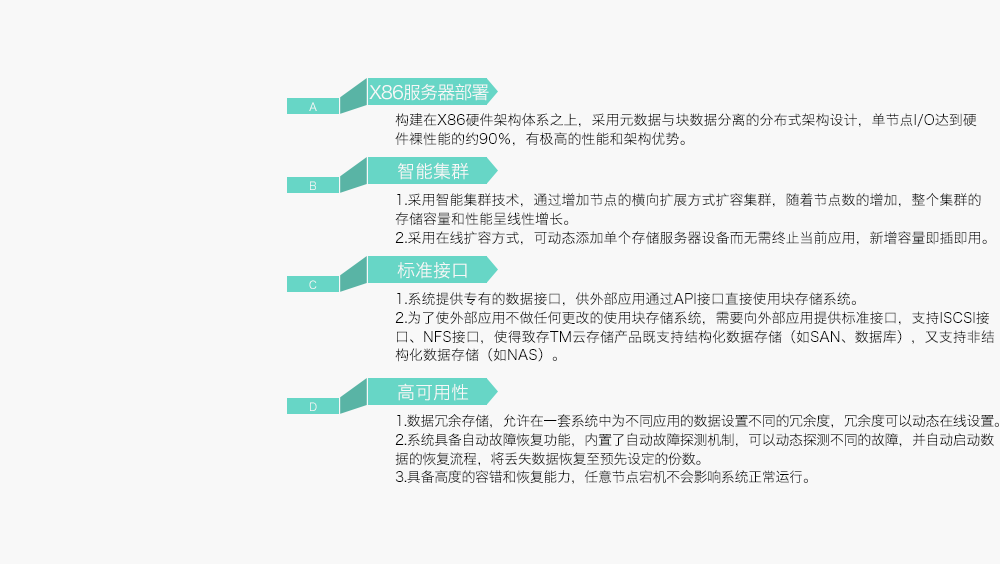 A
X86服务器部署
构建在X86硬件架构体系之上，采用元数据与块数据分离的分布式架构设计，单节点I/O达到硬
件裸性能的约90%，有极高的性能和架构优势。
B
智能集群
1.采用智能集群技术，通过增加节点的横向扩展方式扩容集群，随着节点数的增加，整个集群的
存储容量和性能呈线性增长。
2.采用在线扩容方式，可动态添加单个存储服务器设备而无需终止当前应用，新增容量即插即用。
C
标准接口
1.系统提供专有的数据接口，供外部应用通过API接口直接使用块存储系统。
2.为了使外部应用不做任何更改的使用块存储系统，需要向外部应用提供标准接口，支持ISCSI接
口、NFS接口，使得致存TM云存储产品既支持结构化数据存储（如SAN、数据库），又支持非结
构化数据存储（如NAS）。
D
高可用性
1.数据冗余存储，允许在一套系统中为不同应用的数据设置不同的冗余度，冗余度可以动态在线设置。
2.系统具备自动故障恢复功能，内置了自动故障探测机制，可以动态探测不同的故障，并自动启动数
据的恢复流程，将丢失数据恢复至预先设定的份数。
3.具备高度的容错和恢复能力，任意节点宕机不会影响系统正常运行。